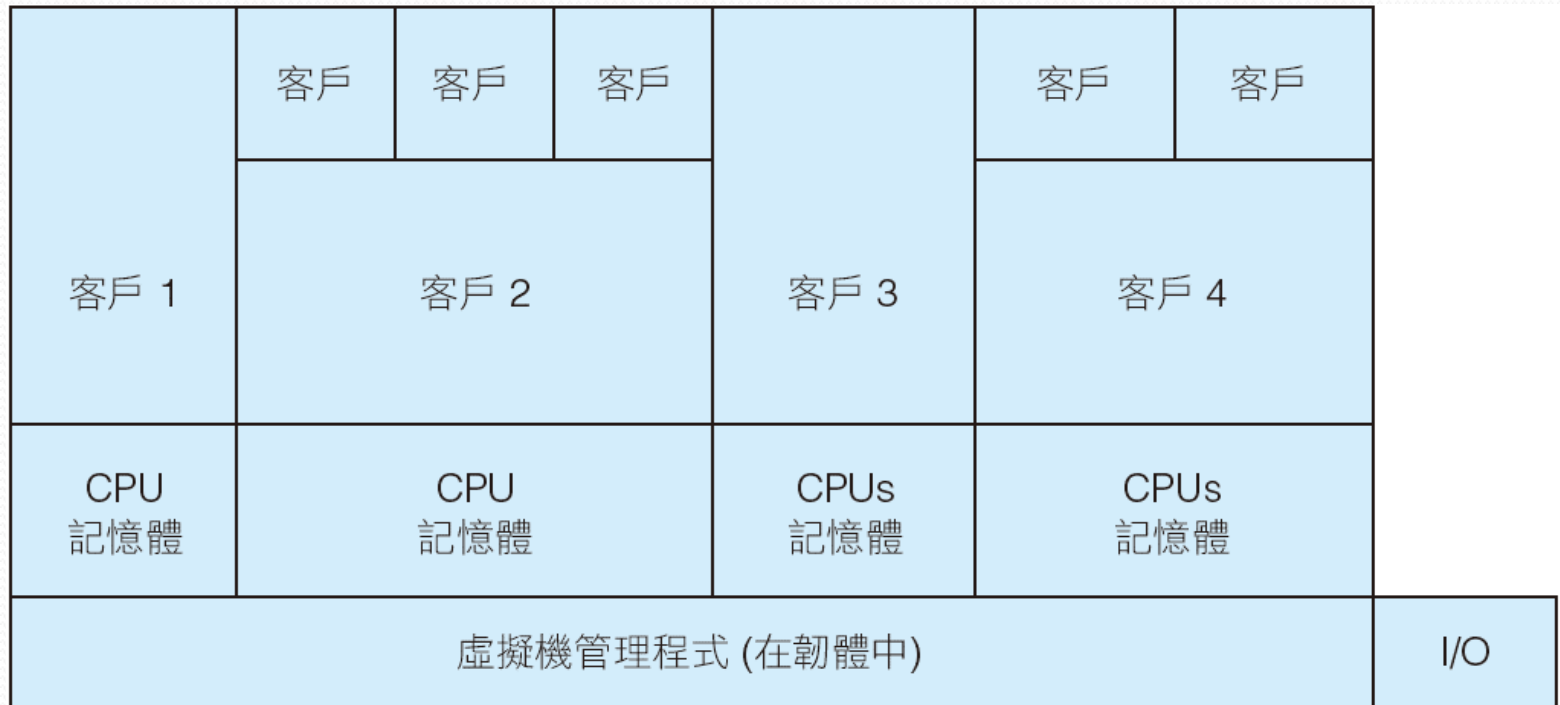 客戶 客戶 客戶 客戶 客戶
客戶 1 客戶 2 客戶 3 客戶 4
CPU CPU CPUs CPUs
記憶體 記憶體 記憶體 記憶體
虛擬機管理程式 (在韌體中) I/O